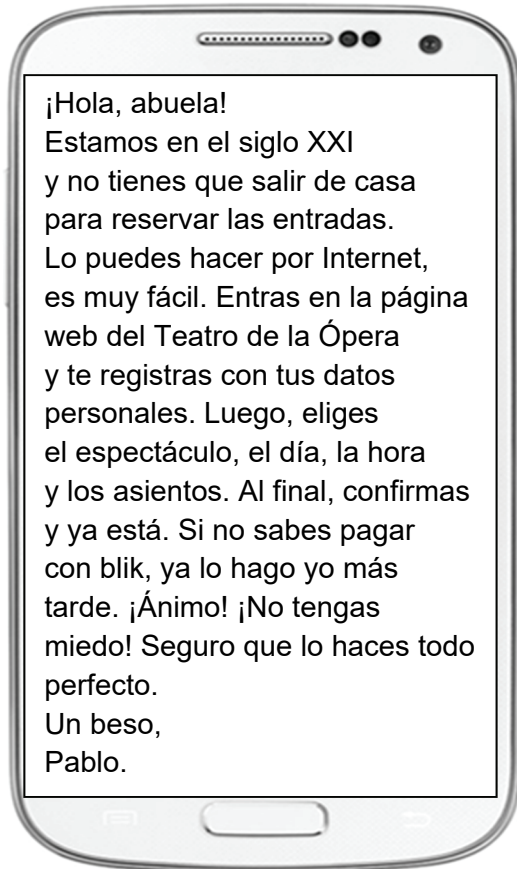 ¡Hola, abuela!
Estamos en el siglo XXI
y no tienes que salir de casa
para reservar las entradas.
Lo puedes hacer por Internet,
es muy fácil. Entras en la página
web del Teatro de la Ópera
y te registras con tus datos
personales. Luego, eliges
el espectáculo, el día, la hora
y los asientos. Al final, confirmas
y ya está. Si no sabes pagar
con blik, ya lo hago yo más
tarde. ¡Ánimo! ¡No tengas
miedo! Seguro que lo haces todo
perfecto.
Un beso,
Pablo.